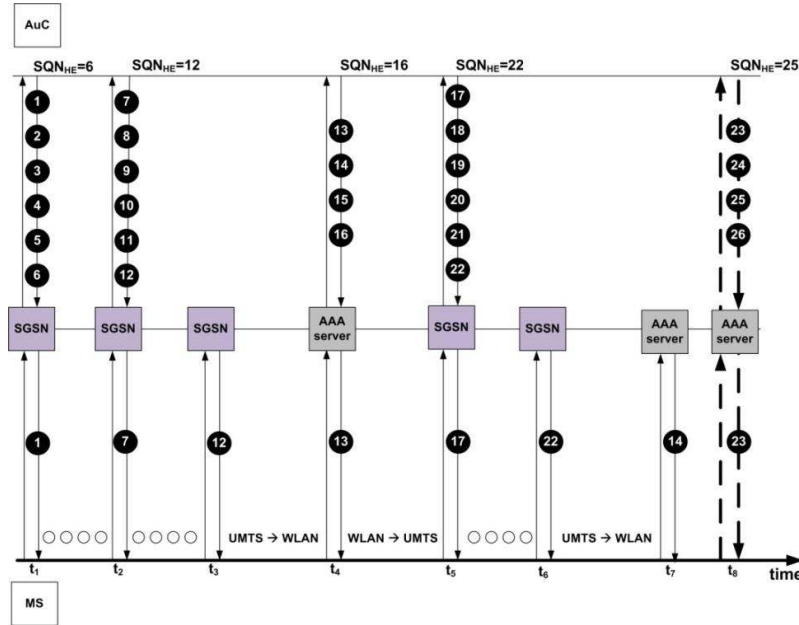 AuC
SQNHE=6 SQNHE=12 SQNHE=16 SQNHE=22 SQNHE=25
1 7 17
2 8 13 18 23
3 9 14 19 24
4 10 15 20 25
5 11 16 21 26
6 12 22
SGSN SGSN SGSN AAA server SGSN SGSN AAA server AAA server
1 7 12 13 17 22 14 23
UMTS → WLAN WLAN → UMTS UMTS → WLAN
t1 t2 t3 t4 t5 t6 t7 t8 time
MS